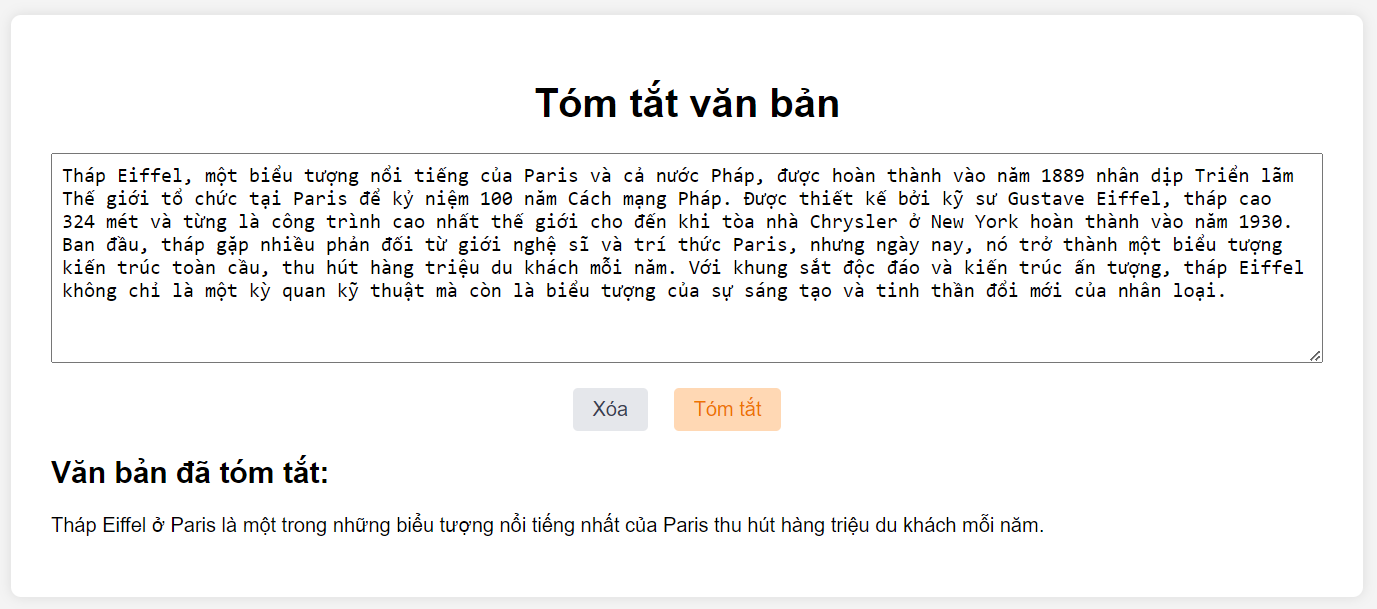 Tóm tắt văn bản
Tháp Eiffel, một biểu tượng nổi tiếng của Paris và cả nước Pháp, được hoàn thành vào năm 1889 nhân dịp Triển lãm
Thế giới tổ chức tại Paris để kỷ niệm 100 năm Cách mạng Pháp. Được thiết kế bởi kỹ sư Gustave Eiffel, tháp cao
324 mét và từng là công trình cao nhất thế giới cho đến khi tòa nhà Chrysler ở New York hoàn thành vào năm 1930.
Ban đầu, tháp gặp nhiều phản đối từ giới nghệ sĩ và trí thức Paris, nhưng ngày nay, nó trở thành một biểu tượng
kiến trúc toàn cầu, thu hút hàng triệu du khách mỗi năm. Với khung sắt độc đáo và kiến trúc ấn tượng, tháp Eiffel
không chỉ là một kỳ quan kỹ thuật mà còn là biểu tượng của sự sáng tạo và tinh thần đổi mới của nhân loại.
Xóa
Tóm tắt
Văn bản đã tóm tắt:
Tháp Eiffel ở Paris là một trong những biểu tượng nổi tiếng nhất của Paris thu hút hàng triệu du khách mỗi năm.